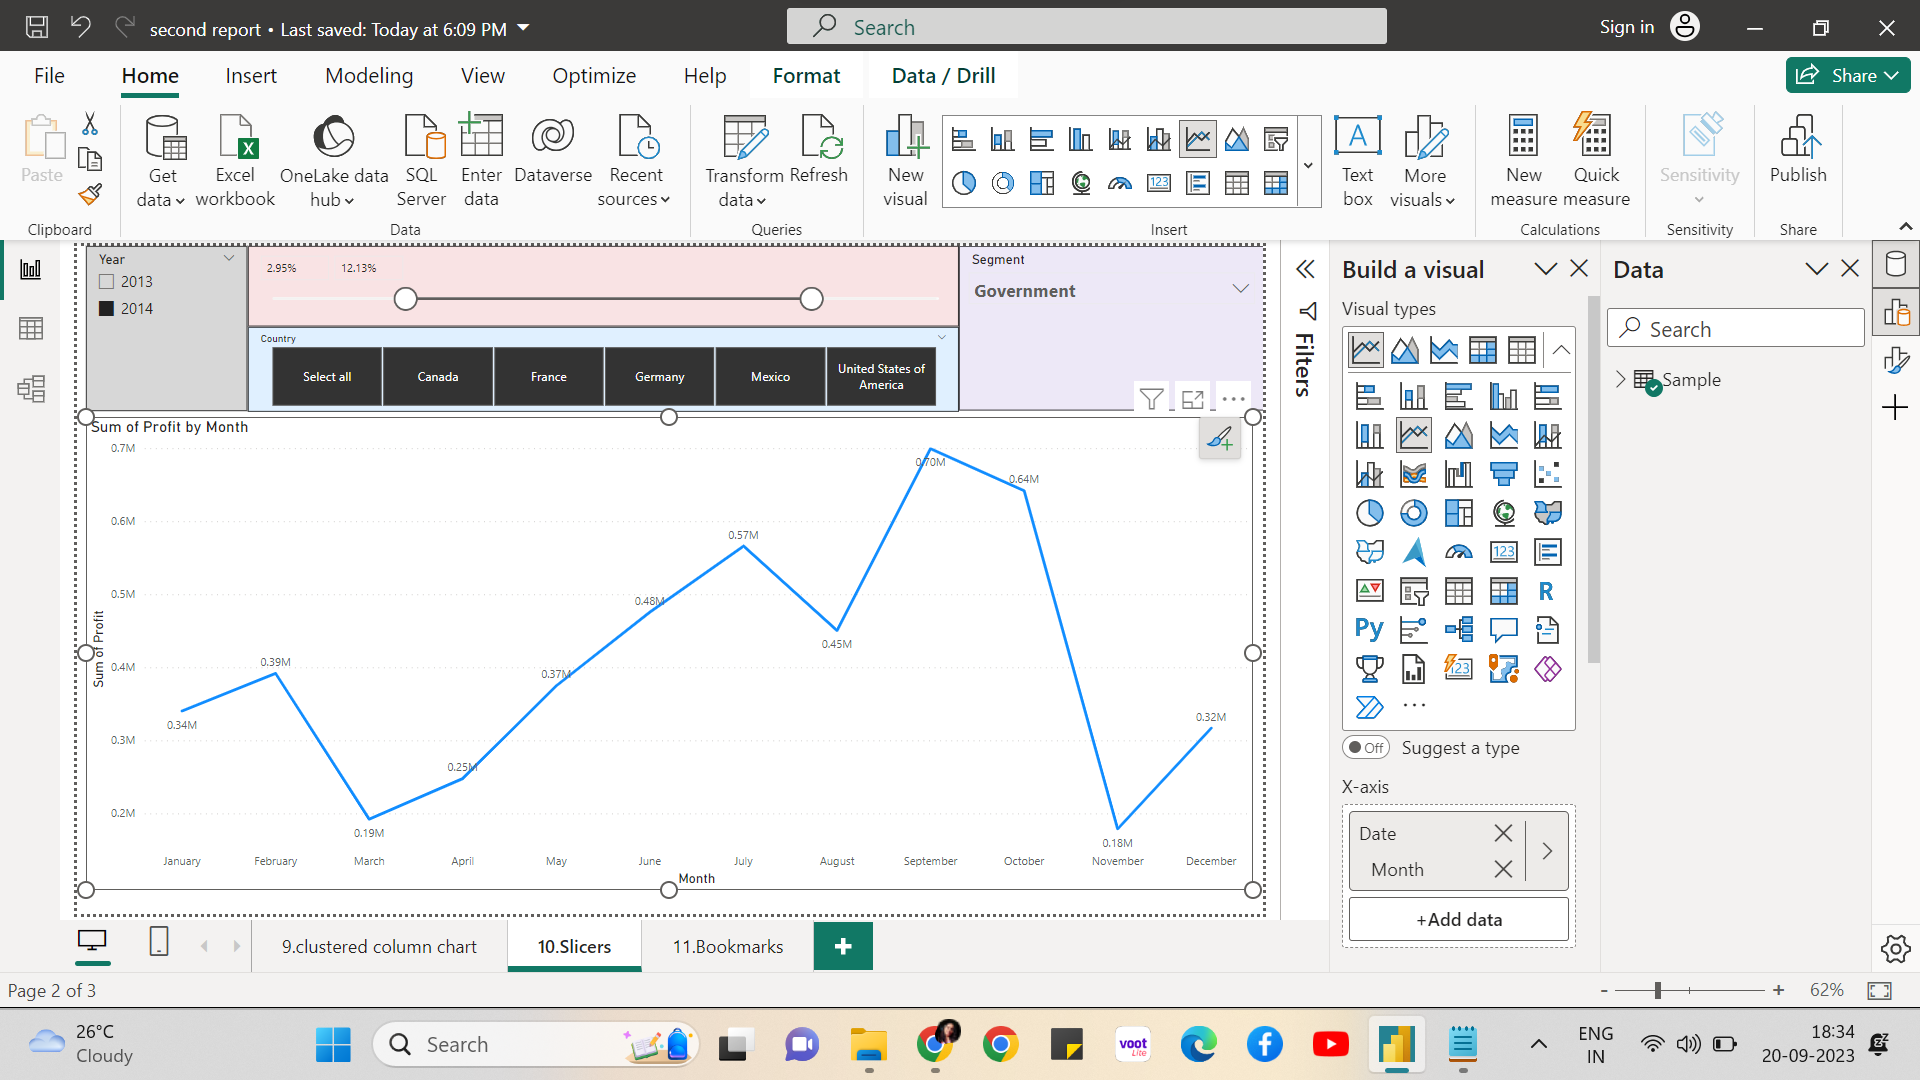 second report • Last saved: Today at 6:09 PM
Search
Sign in
File
Home
Insert
Modeling
View
Optimize
Help
Format
Data / Drill
Share
Paste
Get data
Excel workbook
OneLake data hub
SQL Server
Enter data
Dataverse
Recent sources
Transform data
Refresh
New visual
Text box
More visuals
New measure
Quick measure
Sensitivity
Publish
Clipboard
Data
Queries
Insert
Calculations
Sensitivity
Share
Year
2013
2014
2.95%
12.13%
Country
Select all
Canada
France
Germany
Mexico
United States of America
Segment
Government
Sum of Profit by Month
0.7M
0.6M
0.5M
0.4M
0.3M
0.2M
Sum of Profit
0.34M
0.39M
0.19M
0.25M
0.37M
0.48M
0.57M
0.45M
0.70M
0.64M
0.18M
0.32M
January
February
March
April
May
June
July
August
September
October
November
December
Month
Filters
Build a visual
Visual types
123
R
Py
123
Off
Suggest a type
X-axis
Date
Month
+Add data
Data
Search
Sample
9.clustered column chart
10.Slicers
11.Bookmarks
Page 2 of 3
- + 62%
26°C
Cloudy
Search
voot
Lite
ENG
IN
18:34
20-09-2023